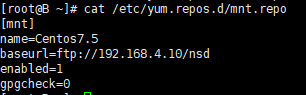 [root@B ~]# cat /etc/yum.repos.d/mnt.repo
[mnt]
name=Centos7.5
baseurl=ftp://192.168.4.10/nsd
enabled=1
gpgcheck=0